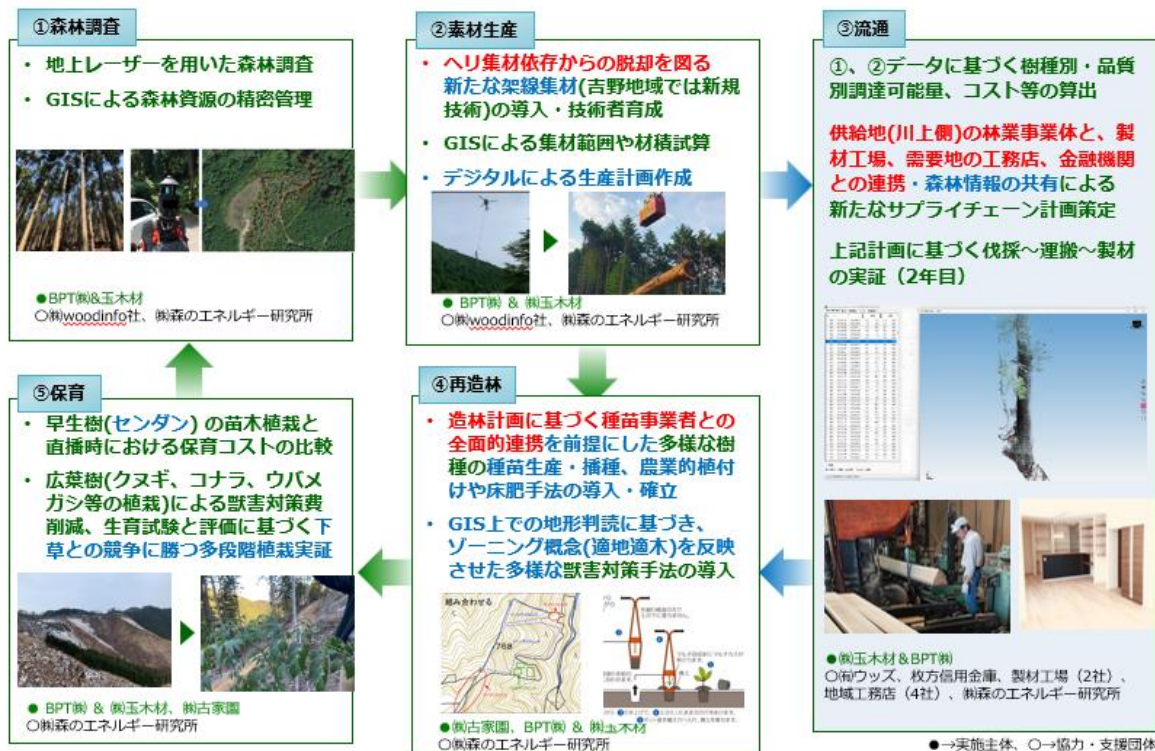 ①森林調査
・ 地上レーザーを用いた森林調査
・ GISによる森林資源の精密管理
●BPT㈱&玉木材
○㈱woodinfo社、㈱森のエネルギー研究所
②素材生産
・ ヘリ集材依存からの脱却を図る
新たな架線集材(吉野地域では新規
技術)の導入・技術者育成
・ GISによる集材範囲や材積試算
・ デジタルによる生産計画作成
● BPT㈱ & ㈱玉木材
○㈱woodinfo社、㈱森のエネルギー研究所
③流通
①、②データに基づく樹種別・品質
別調達可能量、コスト等の算出
供給地(川上側)の林業事業体と、製
材工場、需要地の工務店、金融機関
との連携・森林情報の共有による
新たなサプライチェーン計画策定
上記計画に基づく伐採～運搬～製材
の実証（2年目）
●㈱玉木材&BPT㈱
○㈲ウッズ、枚方信用金庫、製材工場（2社）、
地域工務店（4社）、㈱森のエネルギー研究所
④再造林
・ 造林計画に基づく種苗事業者との
全面的連携を前提にした多様な樹
種の種苗生産・播種、農業的植付
けや床肥手法の導入・確立
・ GIS上での地形判読に基づき、
ゾーニング概念(適地適木)を反映
させた多様な獣害対策手法の導入
組み合わせる
768
●㈱古家園、BPT㈱ & ㈱玉木材
○㈱森のエネルギー研究所
⑤保育
・ 早生樹(センダン) の苗木植栽と
直播時における保育コストの比較
・ 広葉樹(クヌギ、コナラ、ウバメ
ガシ等の植栽)による獣害対策費
削減、生育試験と評価に基づく下
草との競争に勝つ多段階植栽実証
● BPT㈱ & ㈱玉木材、㈱古家園
○㈱森のエネルギー研究所
●→実施主体、○→協力・支援団体